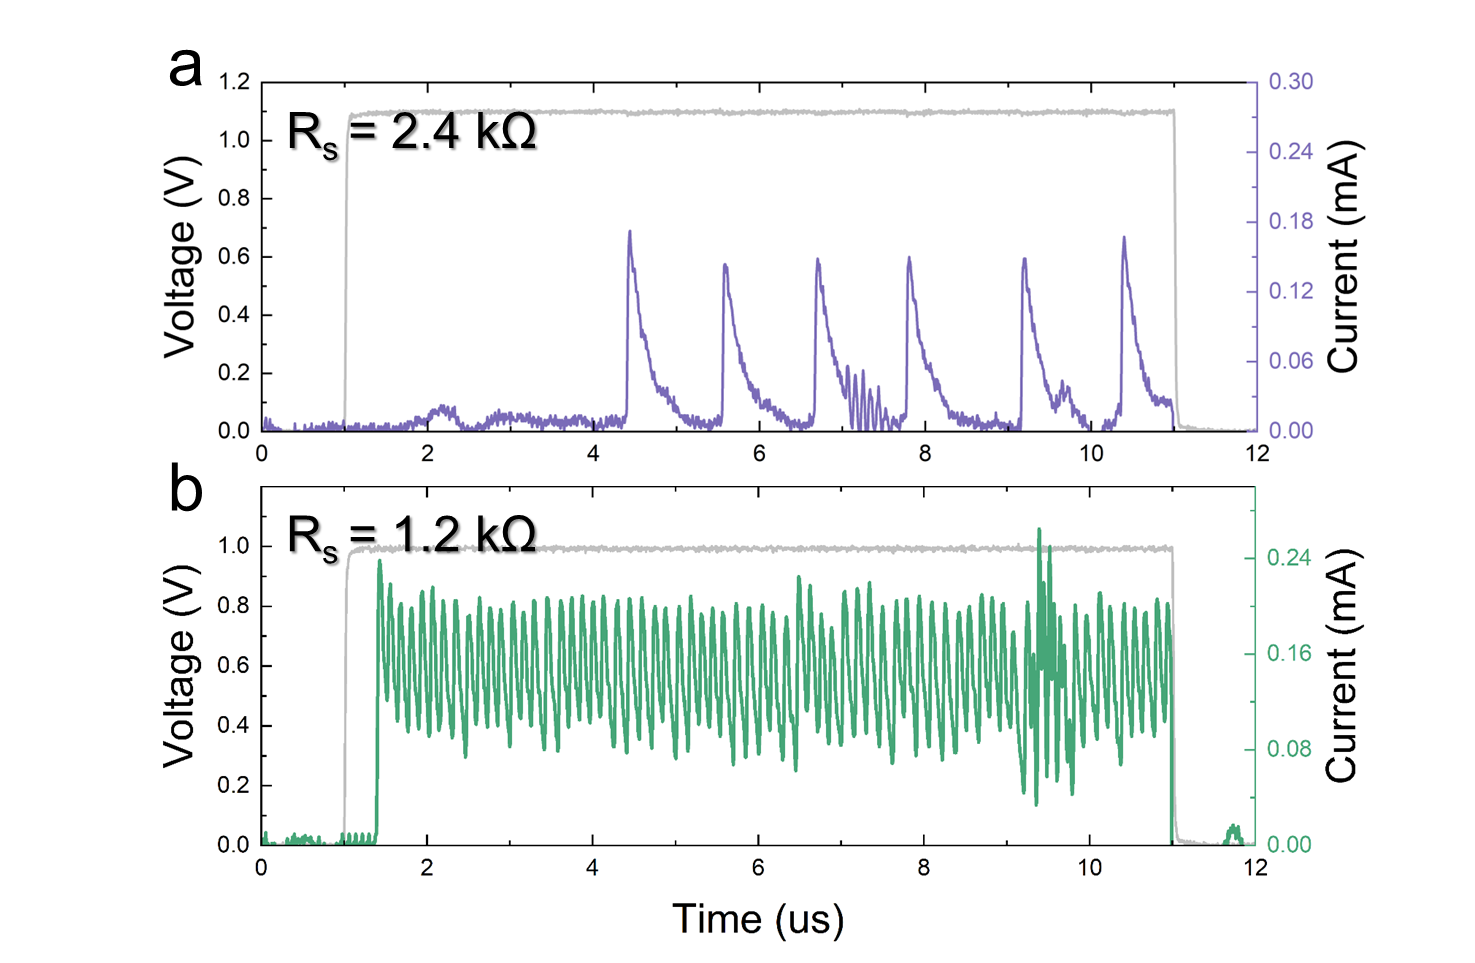 a
Rs = 2.4 kΩ
Voltage (V)
1.2
1.0
0.8
0.6
0.4
0.2
0.0
Current (mA)
0.30
0.24
0.18
0.12
0.06
0.00
0 2 4 6 8 10 12
b
Rs = 1.2 kΩ
Voltage (V)
1.0
0.8
0.6
0.4
0.2
0.0
Current (mA)
0.24
0.16
0.08
0.00
0 2 4 6 8 10 12
Time (us)